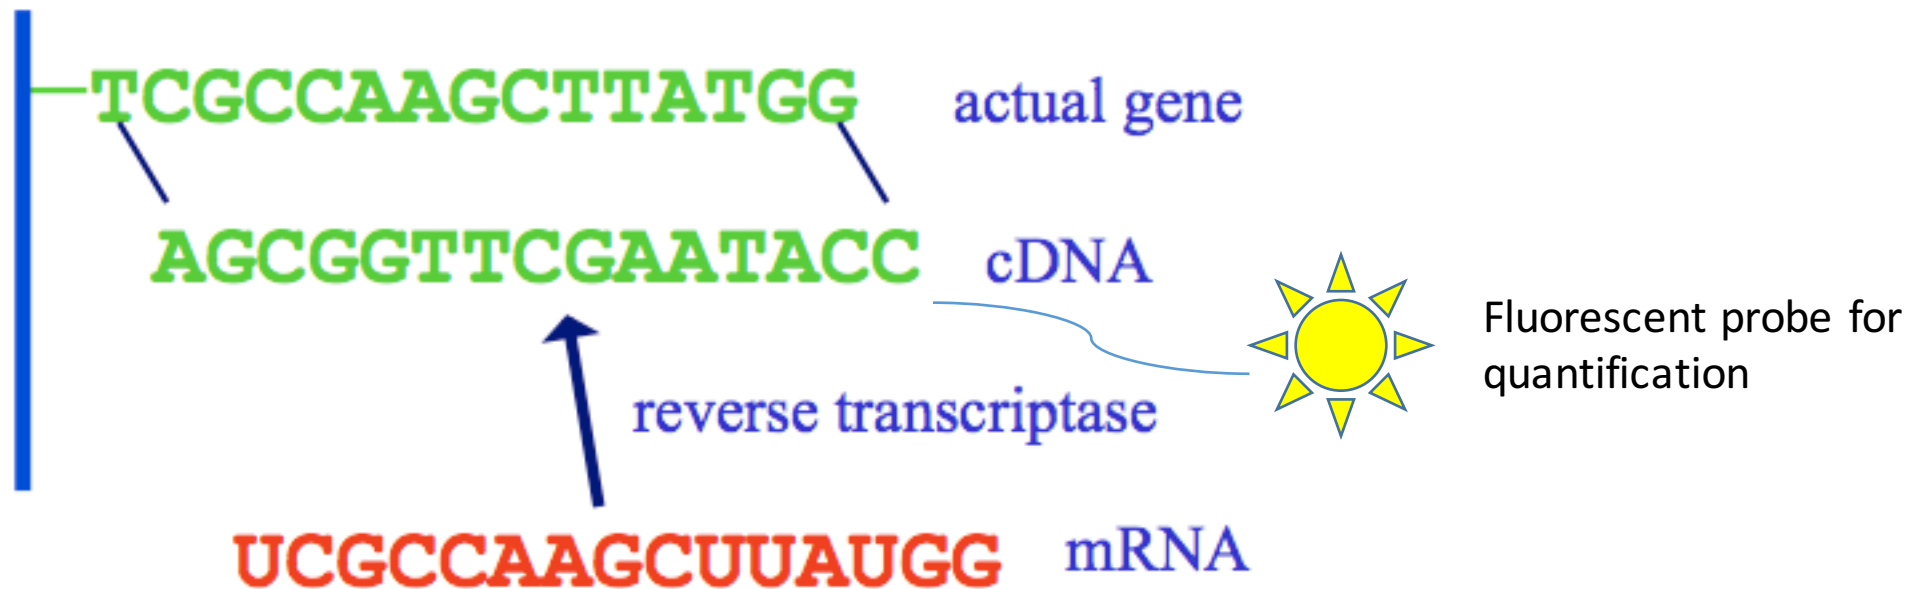 TCGCCAAGCTTATGG actual gene
AGCGGTTCGAATACC cDNA
Fluorescent probe for
quantification
reverse transcriptase
UCGCCAAGCUUAUGG mRNA